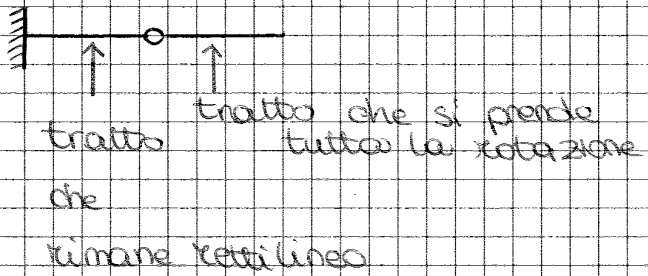 tratto
che
rimane rettilineo
tratto che si prende
tutta la rotazione